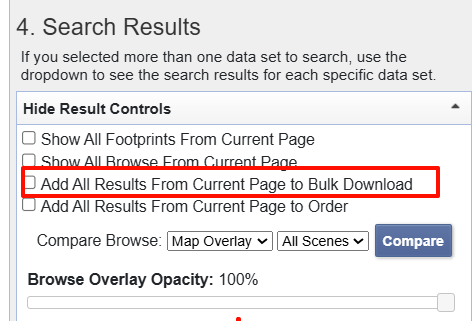 4. Search Results
If you selected more than one data set to search, use the
dropdown to see the search results for each specific data set.
Hide Result Controls
Show All Footprints From Current Page
Show All Browse From Current Page
Add All Results From Current Page to Bulk Download
Add All Results From Current Page to Order
Compare Browse: Map Overlay All Scenes Compare
Browse Overlay Opacity: 100%